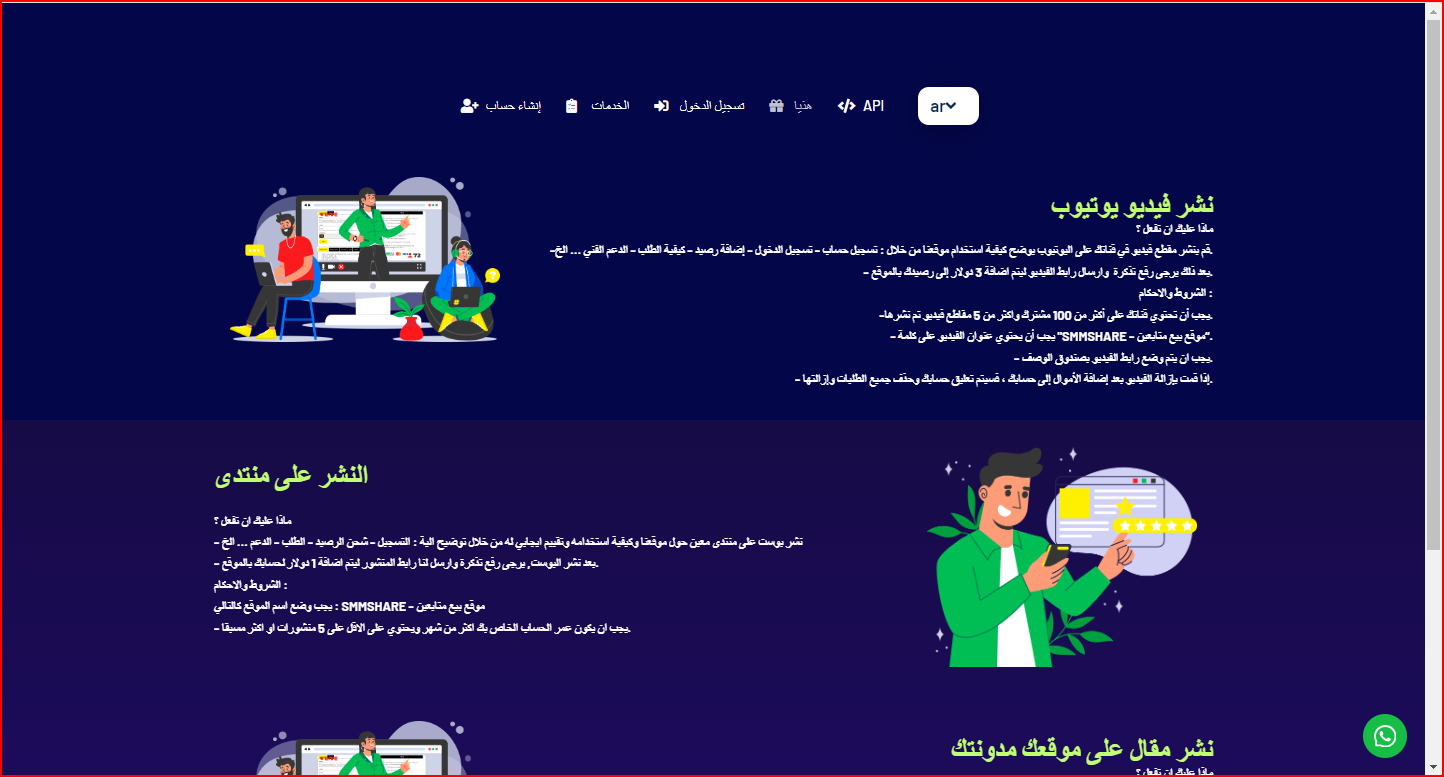 إنشاء حساب
الخدمات
تسجيل الدخول
هدايا
API
ar
نشر فيديو يوتيوب
ماذا عليك ان تفعل ؟
قم بنشر مقطع فيديو في قناتك على اليوتيوب يوضح كيفية استخدام موقعنا من خلال : تسجيل حساب - تسجيل الدخول - إضافة رصيد - كيفية الطلب - الدعم الفني ... الخ-
بعد ذلك يرجى رفع تذكرة وارسال رابط الفيديو ليتم اضافة 3 دولار إلى رصيدك بالموقع -
الشروط والاحكام :
يجب أن تحتوي قناتك على أكثر من 100 مشترك واكثر من 5 مقاطع فيديو تم نشرها-
يجب أن يحتوي عنوان الفيديو على كلمة "SMMSHARE - موقع بيع متابعين". -
يجب ان يتم وضع رابط الفيديو بصندوق الوصف -
إذا قمت بإزالة الفيديو بعد إضافة الأموال إلى حسابك ، فسيتم تعليق حسابك وحذف جميع الطلبات وإزالتها. -
النشر على منتدى
ماذا عليك ان تفعل ؟
- نشر بوست على منتدى معين حول موقعنا وكيفية استخدامه وتقييم ايجابي له من خلال توضيح الية : التسجيل - شحن الرصيد - الطلب - الدعم ... الخ
- بعد نشر البوست, يرجى رفع تذكرة وارسل لنا رابط المنشور ليتم اضافة 1 دولار لحسابك بالموقع.
الشروط والاحكام :
يجب وضع اسم الموقع كالتالي : SMMSHARE - موقع بيع متابعين
- يجب ان يكون عمر الحساب الخاص بك اكثر من شهر ويحتوي على الاقل على 5 منشورات او اكثر مسبقا.
نشر مقال على موقعك مدونتك
ماذا عليك ان تفعل ؟